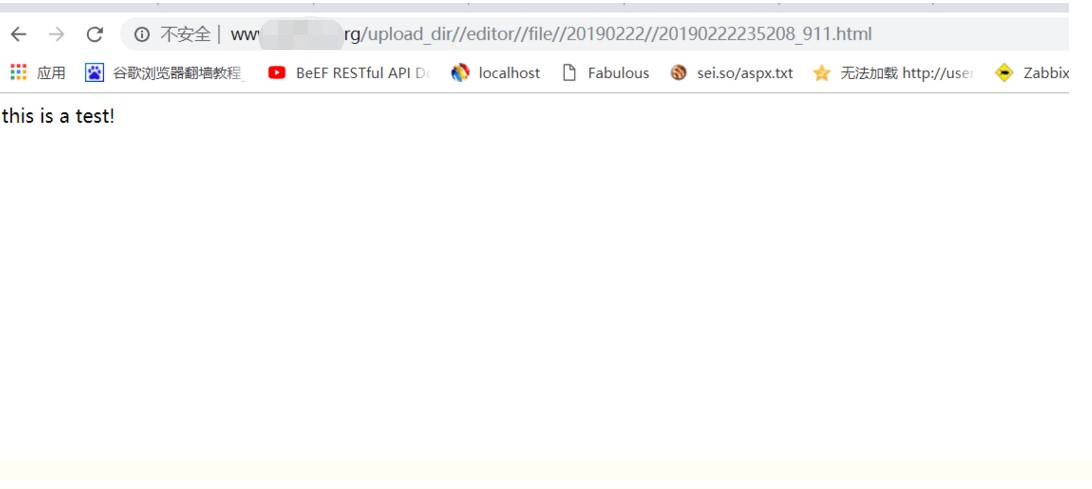 不安全 | www rg/upload_dir//editor//file//20190222//20190222235208_911.html
应用 谷歌浏览器翻墙教程 BeEF RESTful API localhost Fabulous sei.so/aspx.txt 无法加载 http://user Zabbix
this is a test!